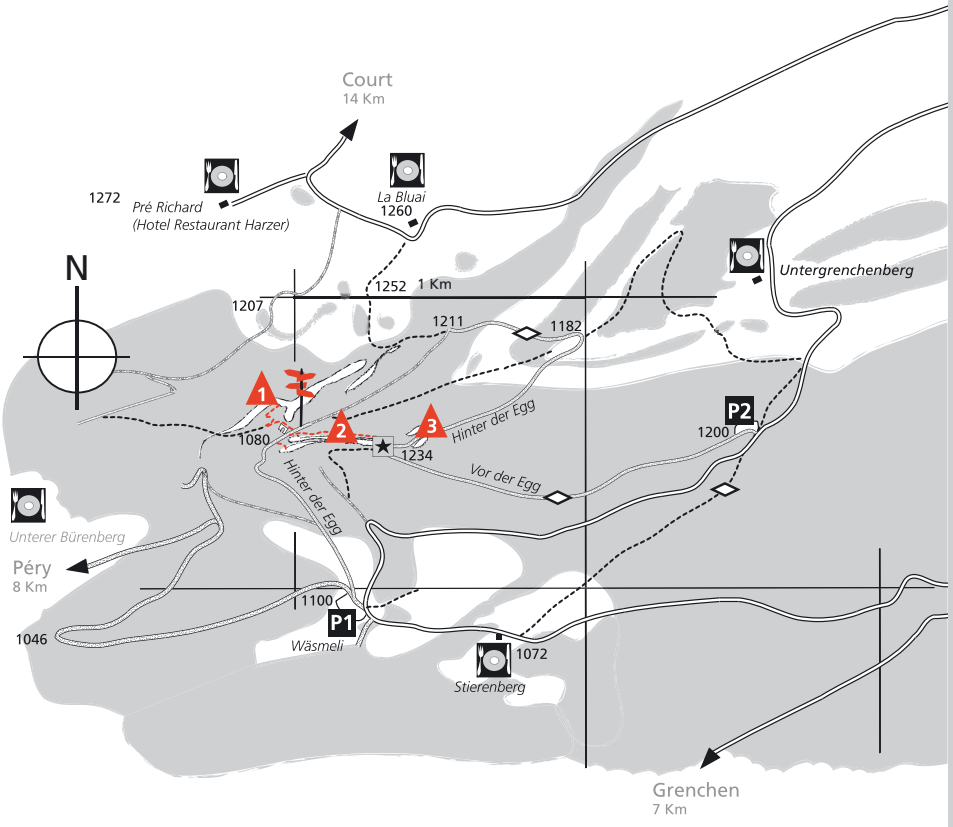 Court
14 Km
1272
Pré Richard
(Hotel Restaurant Harzer)
La Bluai
1260
N
Untergrenchenberg
1252
1 Km
1207
1211
1182
1
2
3
P2
1200
1080
1234
Hinter der Egg
Vor der Egg
Hinter der Egg
Unterer Bürenberg
Péry
8 Km
1100
P1
1046
Wäsmeli
1072
Stierenberg
Grenchen
7 Km